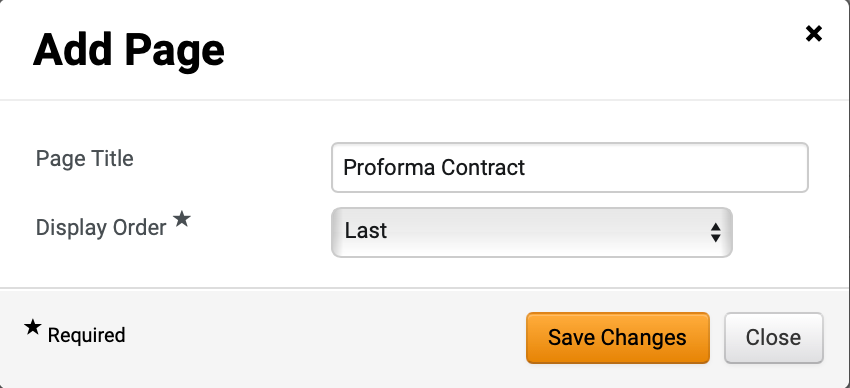 Add Page
Page Title
Proforma Contract
Display Order ★
Last
★ Required
Save Changes
Close